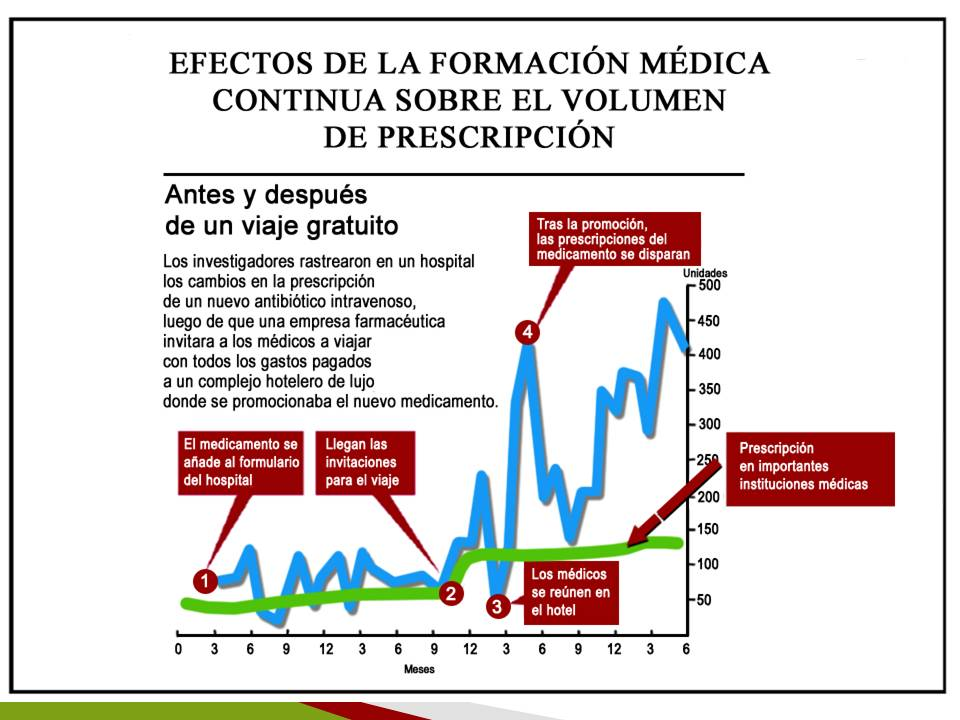 EFECTOS DE LA FORMACIÓN MÉDICA
CONTINUA SOBRE EL VOLUMEN
DE PRESCRIPCIÓN
Antes y después
de un viaje gratuito
Los investigadores rastrearon en un hospital
los cambios en la prescripción
de un nuevo antibiótico intravenoso,
luego de que una empresa farmacéutica
invitara a los médicos a viajar
con todos los gastos pagados
a un complejo hotelero de lujo
donde se promocionaba el nuevo medicamento.
Tras la promoción,
las prescripciones del
medicamento se disparan
Unidades
500
450
400
350
300
250
200
150
100
50
4
El medicamento se
añade al formulario
del hospital
Llegan las
invitaciones
para el viaje
Prescripción
en importantes
instituciones médicas
1
2
3
Los médicos
se reúnen en
el hotel
0 3 6 9 12 3 6 9 12 3 6 9 12 3 6
Meses